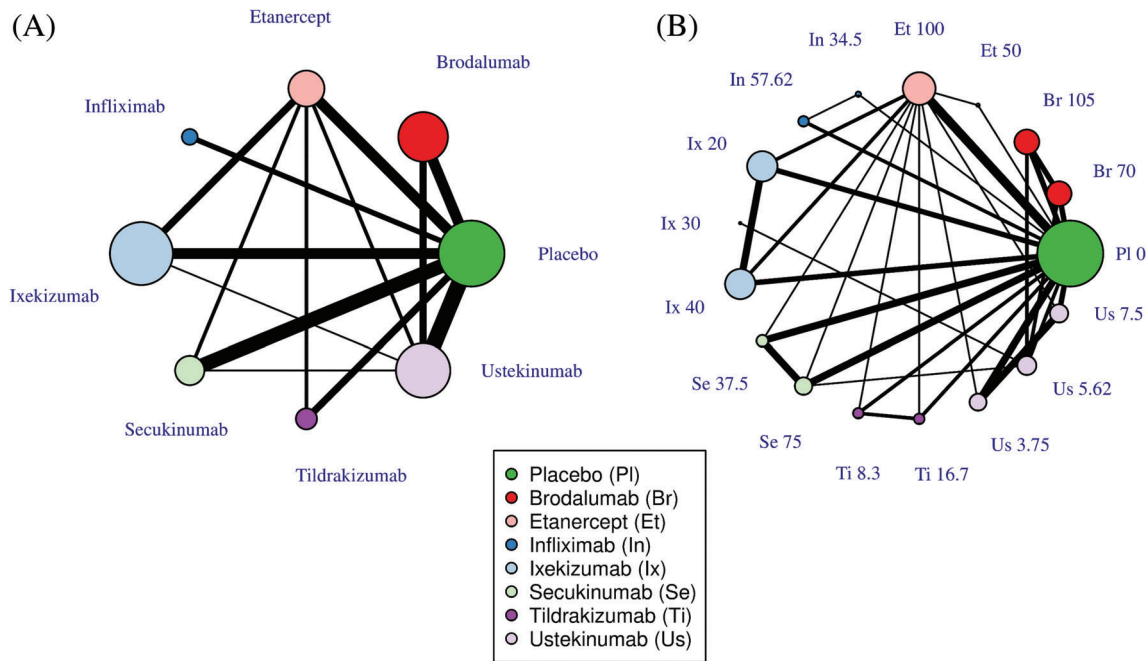 (A)
Etanercept
Brodalumab
Infliximab
Placebo
Ixekizumab
Ustekinumab
Secukinumab
Tildrakizumab
(B)
Et 100
In 34.5
Et 50
In 57.62
Br 105
Ix 20
Br 70
Ix 30
Pl 0
Ix 40
Us 7.5
Se 37.5
Us 5.62
Se 75
Us 3.75
Ti 8.3
Ti 16.7
Placebo (Pl)
Brodalumab (Br)
Etanercept (Et)
Infliximab (In)
Ixekizumab (Ix)
Secukinumab (Se)
Tildrakizumab (Ti)
Ustekinumab (Us)